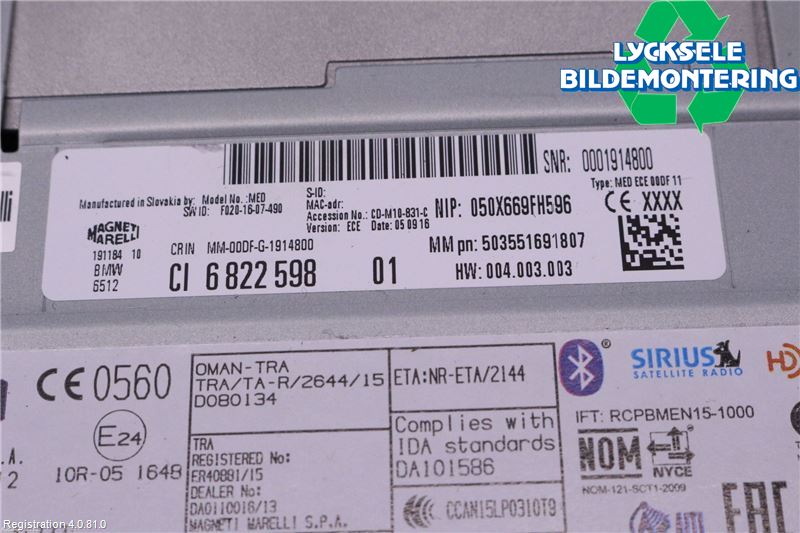 LYCKSELE
BILDEMONTERING
SNR: 0001914800
Manufactured in Slovakia by:
Model No.: MED
SW ID: F020-16-07-490
S-ID:
MAC-adr:
Accession No.: CD-M10-831-C
Version: ECE Date: 05 09 16
NIP: 050X669FH596
Type: MED ECE 00DF 11
CE XXXX
MAGNETI
MARELLI
191184 10
BMW
6512
CRIN MM-00DF-G-1914800
CI 6 822 598 01
MM pn: 503551691807
HW: 004.003.003
CE 0560
E24
10R-05 1648
OMAN-TRA
TRA/TA-R/2644/15
D080134
TRA
REGISTERED No:
ER40881/15
DEALER No:
DA0110016/13
MAGNETI MARELLI S.P.A.
ETA:NR-ETA/2144
Complies with
IDA standards
DA101586
CCAN15LP0310T9
SIRIUS
SATELLITE RADIO
HD
IFT: RCPBMEN15-1000
NOM
NYCE
NOM-121-SCT1-2009
EAC
Registration 4.0.81.0